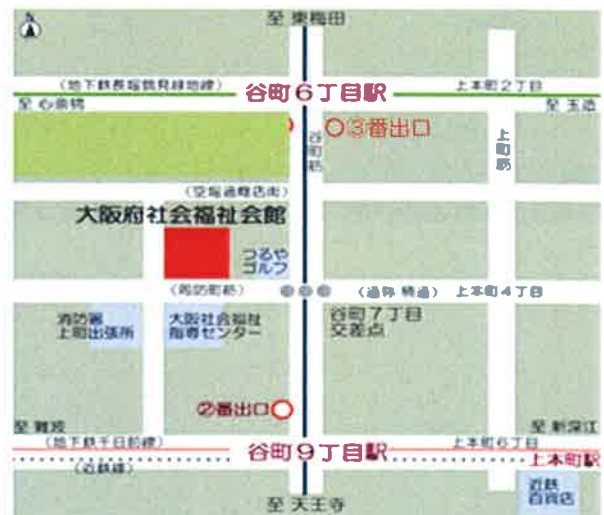 至 東梅田
(地下鉄長堀鶴見緑地線)
上本町2丁目
谷町6丁目駅
至 心斎橋
至 玉造
③番出口
谷町筋
上町筋
(空堀通商店街)
大阪府社会福祉会館
つるや
ゴルフ
(周防町筋)
上本町4丁目
消防署
上町出張所
大阪社会福祉
指導センター
谷町7丁目
交差点
②番出口
至 難波
至 新深江
(地下鉄千日前線)
上本町6丁目
谷町9丁目駅
上本町駅
(近鉄線)
近鉄
百貨店
至 天王寺